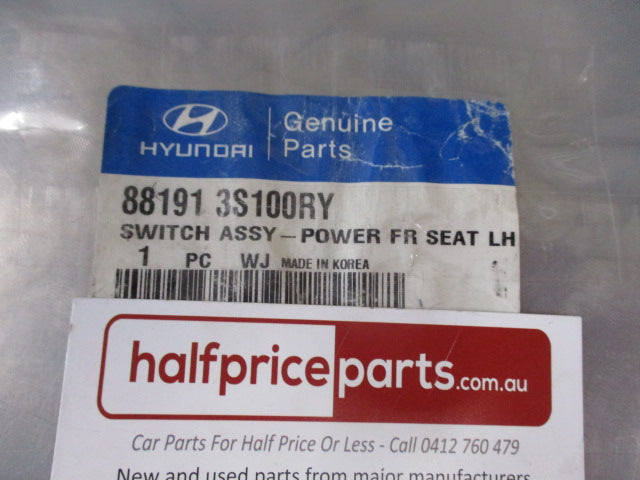 HYUNDAI
Genuine
Parts
88191 3S100RY
SWITCH ASSY-POWER FR SEAT LH
1 PC WJ MADE IN KOREA 1
halfpriceparts.com.au
Car Parts For Half Price Or Less - Call 0412 760 479
New and used parts from major manufacturers